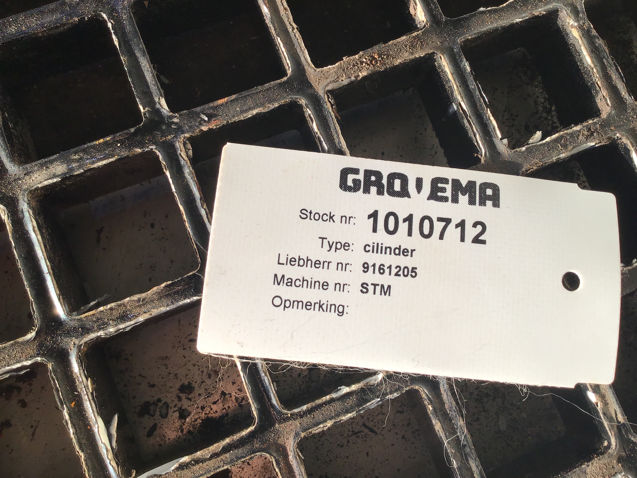 GROVEMA
Stock nr: 1010712
Type: cilinder
Liebherr nr: 9161205
Machine nr: STM
Opmerking: